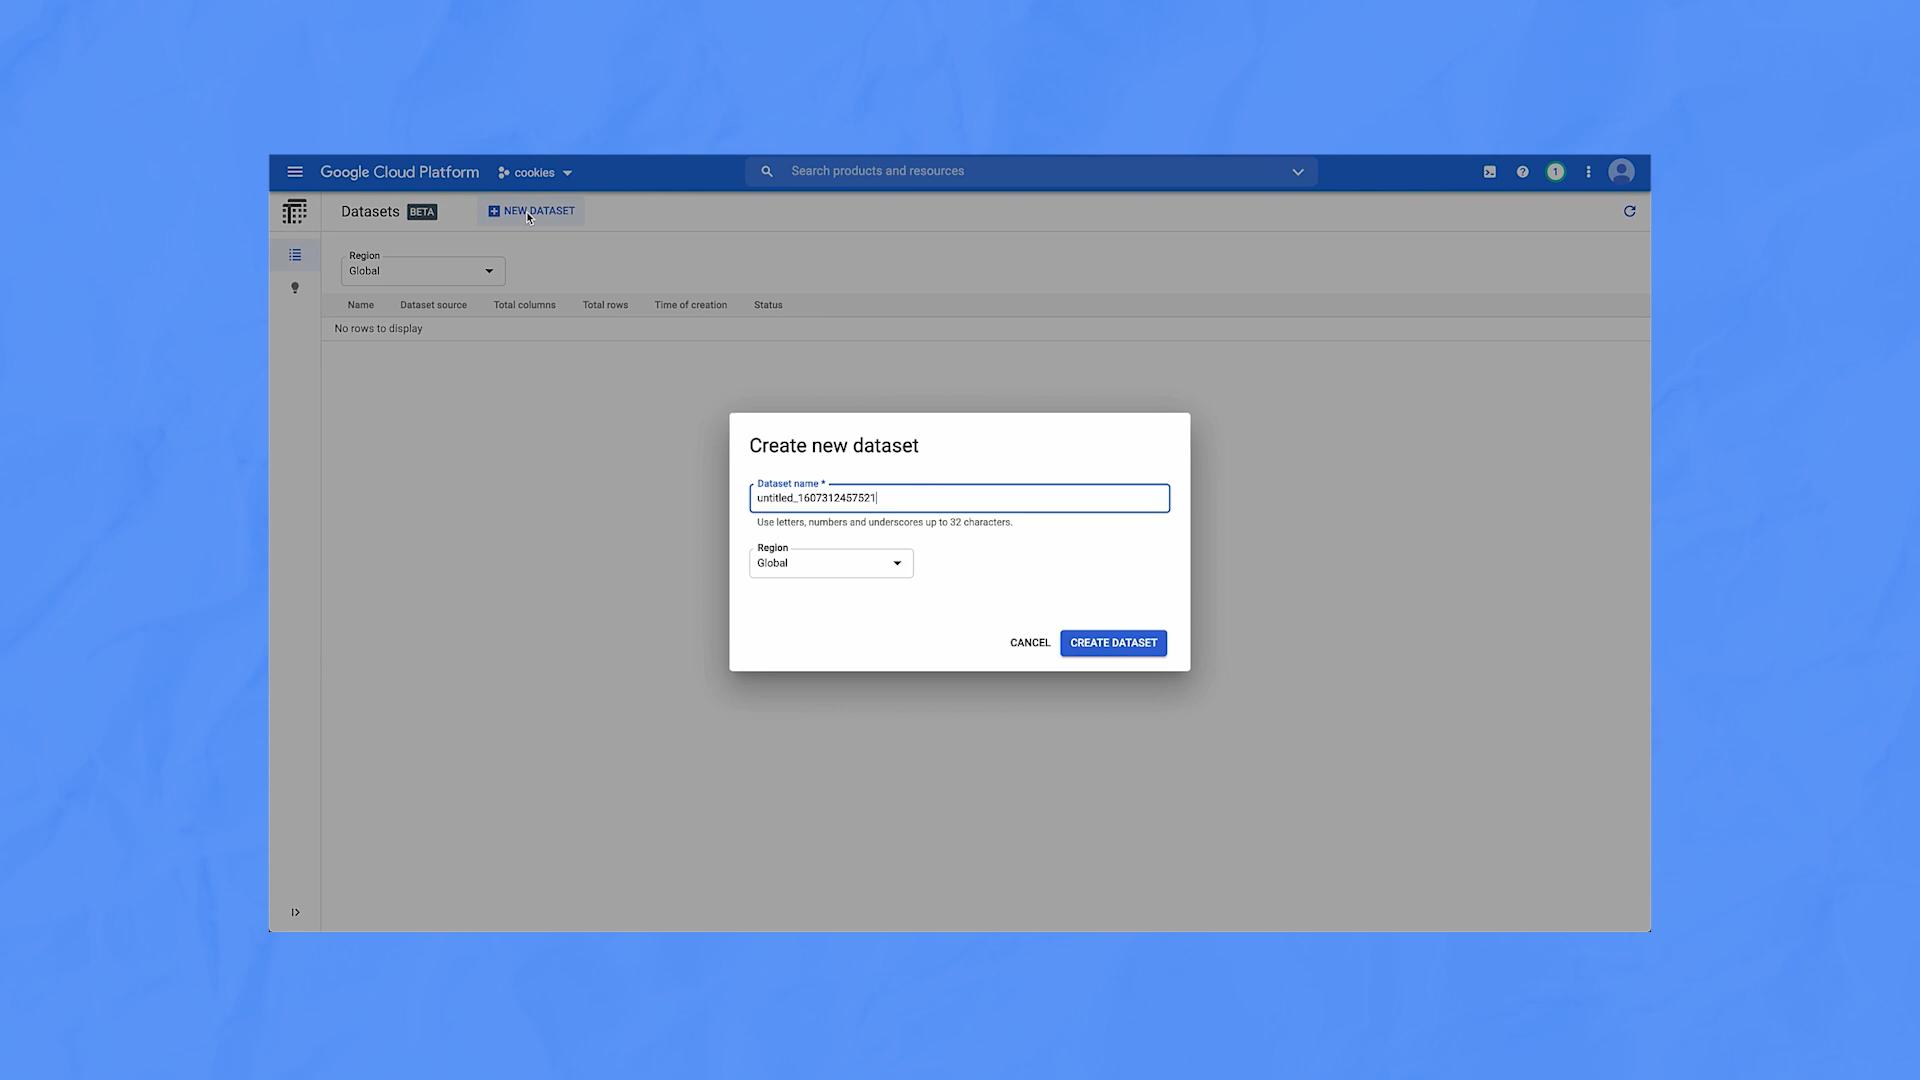 Google Cloud Platform
cookies
Search products and resources
1
Datasets BETA
NEW DATASET
Region
Global
Name Dataset source Total columns Total rows Time of creation Status
No rows to display
Create new dataset
Dataset name *
untitled_1607312457521
Use letters, numbers and underscores up to 32 characters.
Region
Global
CANCEL CREATE DATASET